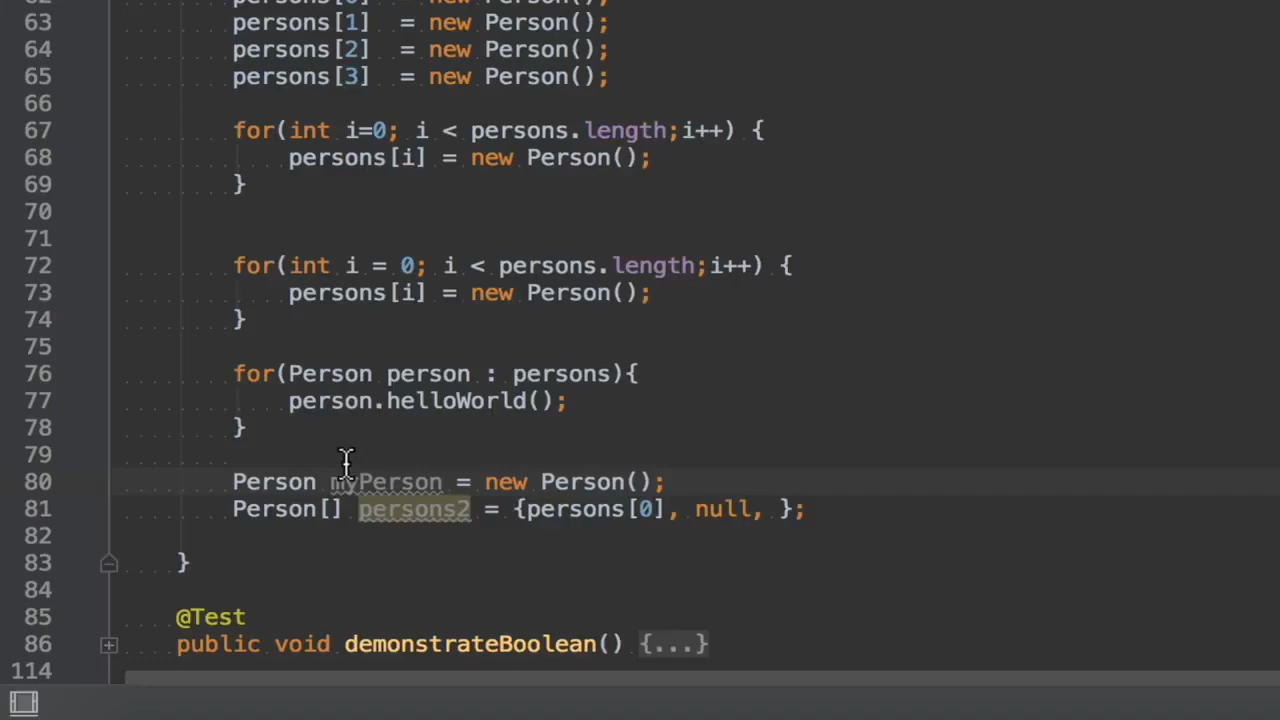 63 persons[1] = new Person();
64 persons[2] = new Person();
65 persons[3] = new Person();
66
67 for(int i=0; i < persons.length;i++) {
68 persons[i] = new Person();
69 }
70
71
72 for(int i = 0; i < persons.length;i++) {
73 persons[i] = new Person();
74 }
75
76 for(Person person : persons){
77 person.helloWorld();
78 }
79
80 Person myPerson = new Person();
81 Person[] persons2 = {persons[0], null, };
82
83 }
84
85 @Test
86 public void demonstrateBoolean() {...}
114